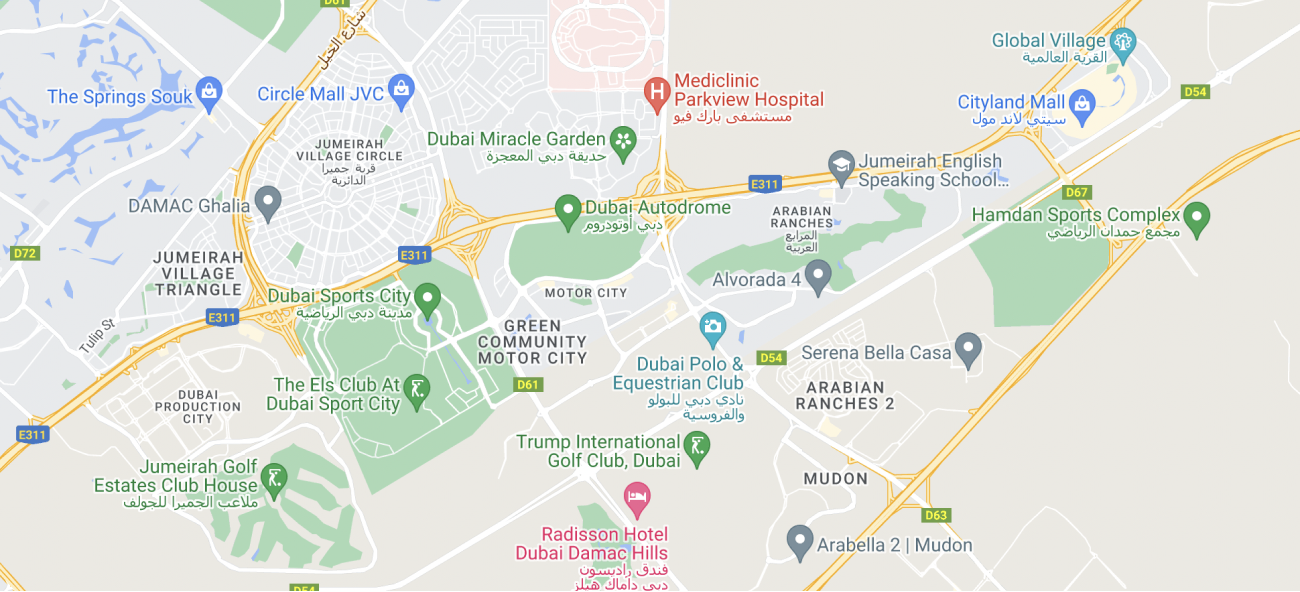 D61
شارع الخيل
Global Village
القرية العالمية
The Springs Souk
Circle Mall JVC
Mediclinic
Parkview Hospital
مستشفى بارك فيو
D54
Cityland Mall
سيتي لاند مول
Dubai Miracle Garden
حديقة دبي المعجزة
JUMEIRAH
VILLAGE CIRCLE
قرية جميرا
الدائرية
Jumeirah English
Speaking School...
E311
D67
DAMAC Ghalia
Dubai Autodrome
دبي أوتودروم
ARABIAN
RANCHES
المرابع
العربية
Hamdan Sports Complex
مجمع حمدان الرياضي
D72
E311
JUMEIRAH
VILLAGE
TRIANGLE
Alvorada 4
MOTOR CITY
Dubai Sports City
مدينة دبي الرياضية
E311
Tulip St
GREEN
COMMUNITY
MOTOR CITY
Dubai Polo &
Equestrian Club
نادي دبي للبولو
والفروسية
D54
Serena Bella Casa
The Els Club At
Dubai Sport City
D61
ARABIAN
RANCHES 2
DUBAI
PRODUCTION
CITY
E311
Trump International
Golf Club, Dubai
Jumeirah Golf
Estates Club House
ملاعب الجميرا للجولف
MUDON
D63
Radisson Hotel
Dubai Damac Hills
فندق راديسون
دبي داماك هيلز
Arabella 2 | Mudon
D54